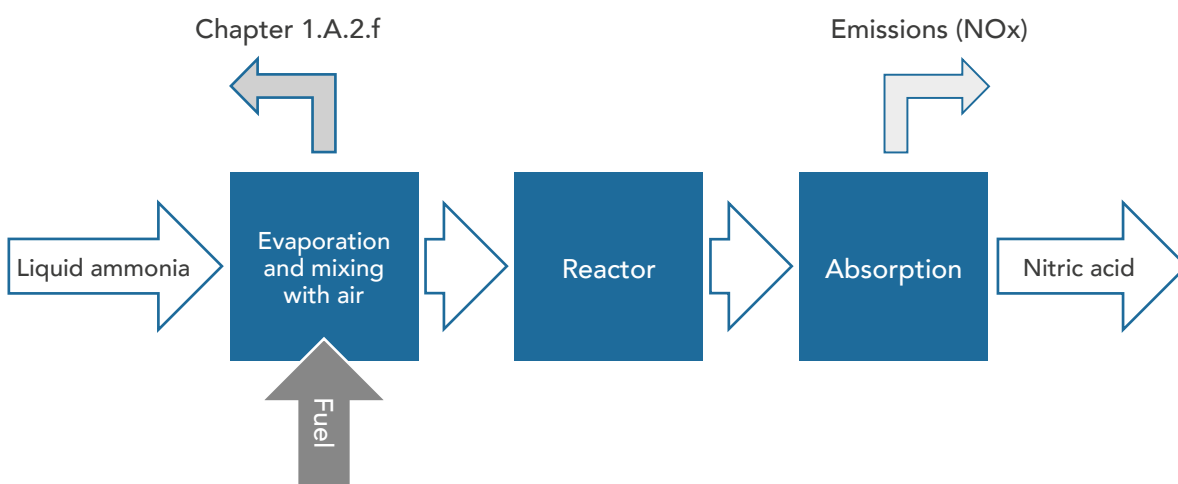 Chapter 1.A.2.f
Emissions (NOx)
Liquid ammonia
Evaporation
and mixing
with air
Reactor
Absorption
Nitric acid
Fuel